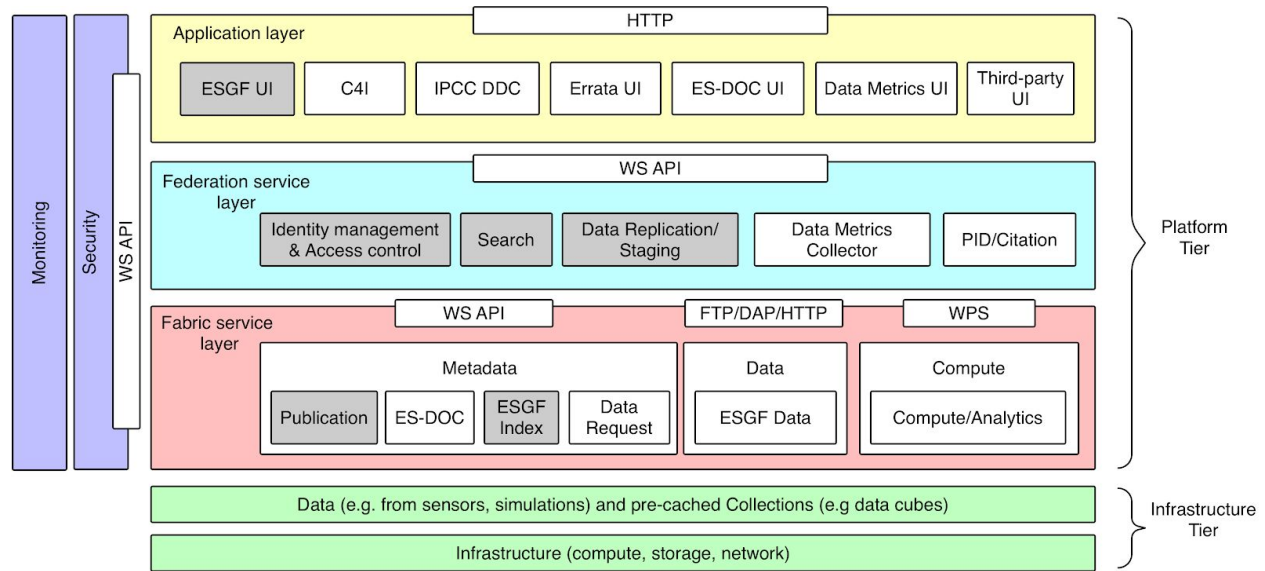 Monitoring
Security
WS API
HTTP
Application layer
ESGF UI
C4I
IPCC DDC
Errata UI
ES-DOC UI
Data Metrics UI
Third-party
UI
WS API
Federation service
layer
Identity management
& Access control
Search
Data Replication/
Staging
Data Metrics
Collector
PID/Citation
WS API
FTP/DAP/HTTP
WPS
Fabric service
layer
Metadata
Publication
ES-DOC
ESGF
Index
Data
Request
Data
ESGF Data
Compute
Compute/Analytics
Platform
Tier
Data (e.g. from sensors, simulations) and pre-cached Collections (e.g data cubes)
Infrastructure (compute, storage, network)
Infrastructure
Tier